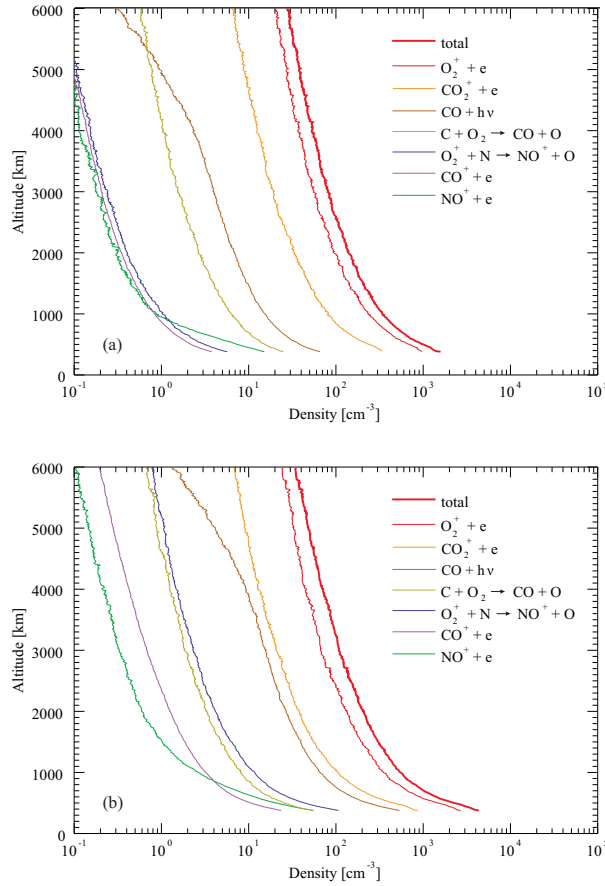 6000
5000
4000
3000
2000
1000
0
Altitude [km]
total
O₂⁺ + e
CO₂⁺ + e
CO + hν
C + O₂ → CO + O
O₂⁺ + N → NO⁺ + O
CO⁺ + e
NO⁺ + e
(a)
10⁻¹ 10⁰ 10¹ 10² 10³ 10⁴ 10³
Density [cm⁻³]
6000
5000
4000
3000
2000
1000
0
Altitude [km]
total
O₂⁺ + e
CO₂⁺ + e
CO + hν
C + O₂ → CO + O
O₂⁺ + N → NO⁺ + O
CO⁺ + e
NO⁺ + e
(b)
10⁻¹ 10⁰ 10¹ 10² 10³ 10⁴ 10³
Density [cm⁻³]